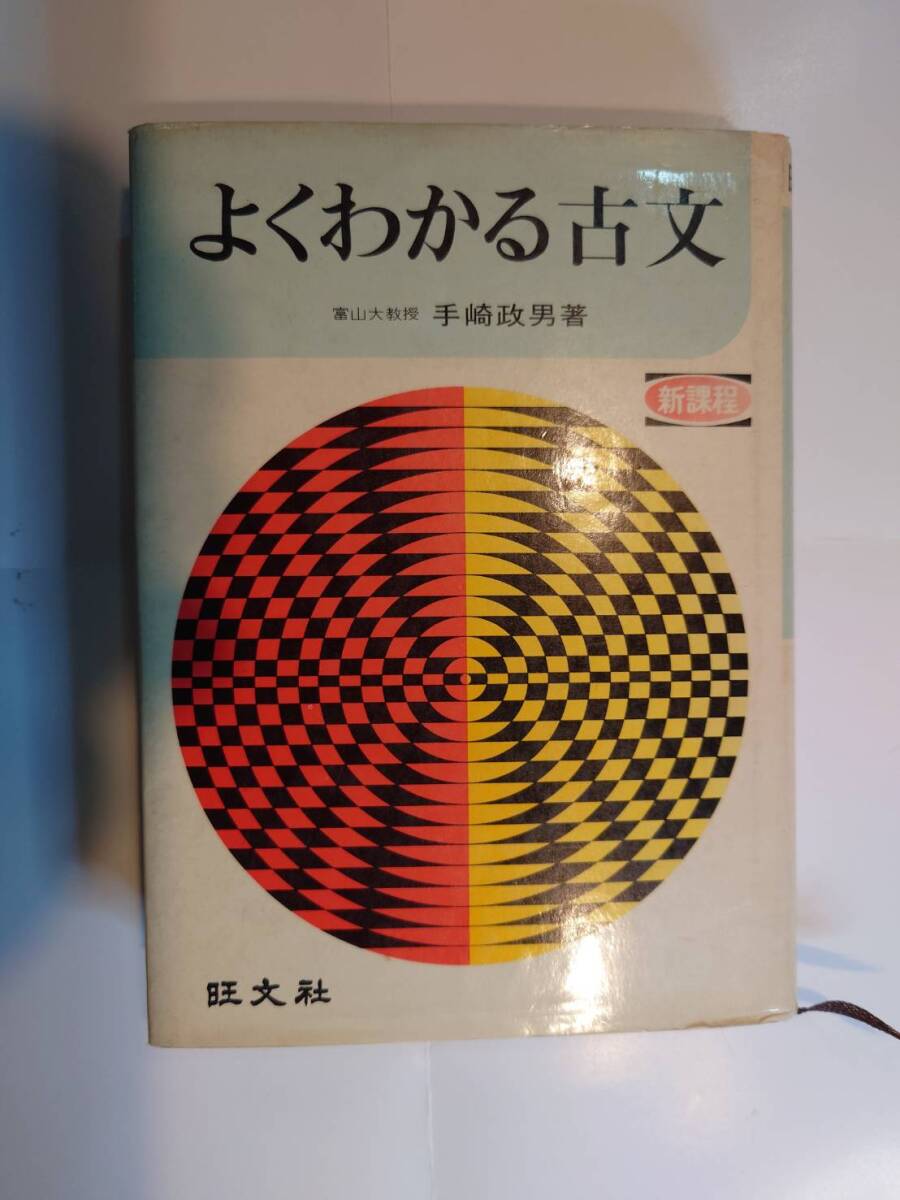 よくわかる古文
富山大教授 手崎政男著
新課程
旺文社